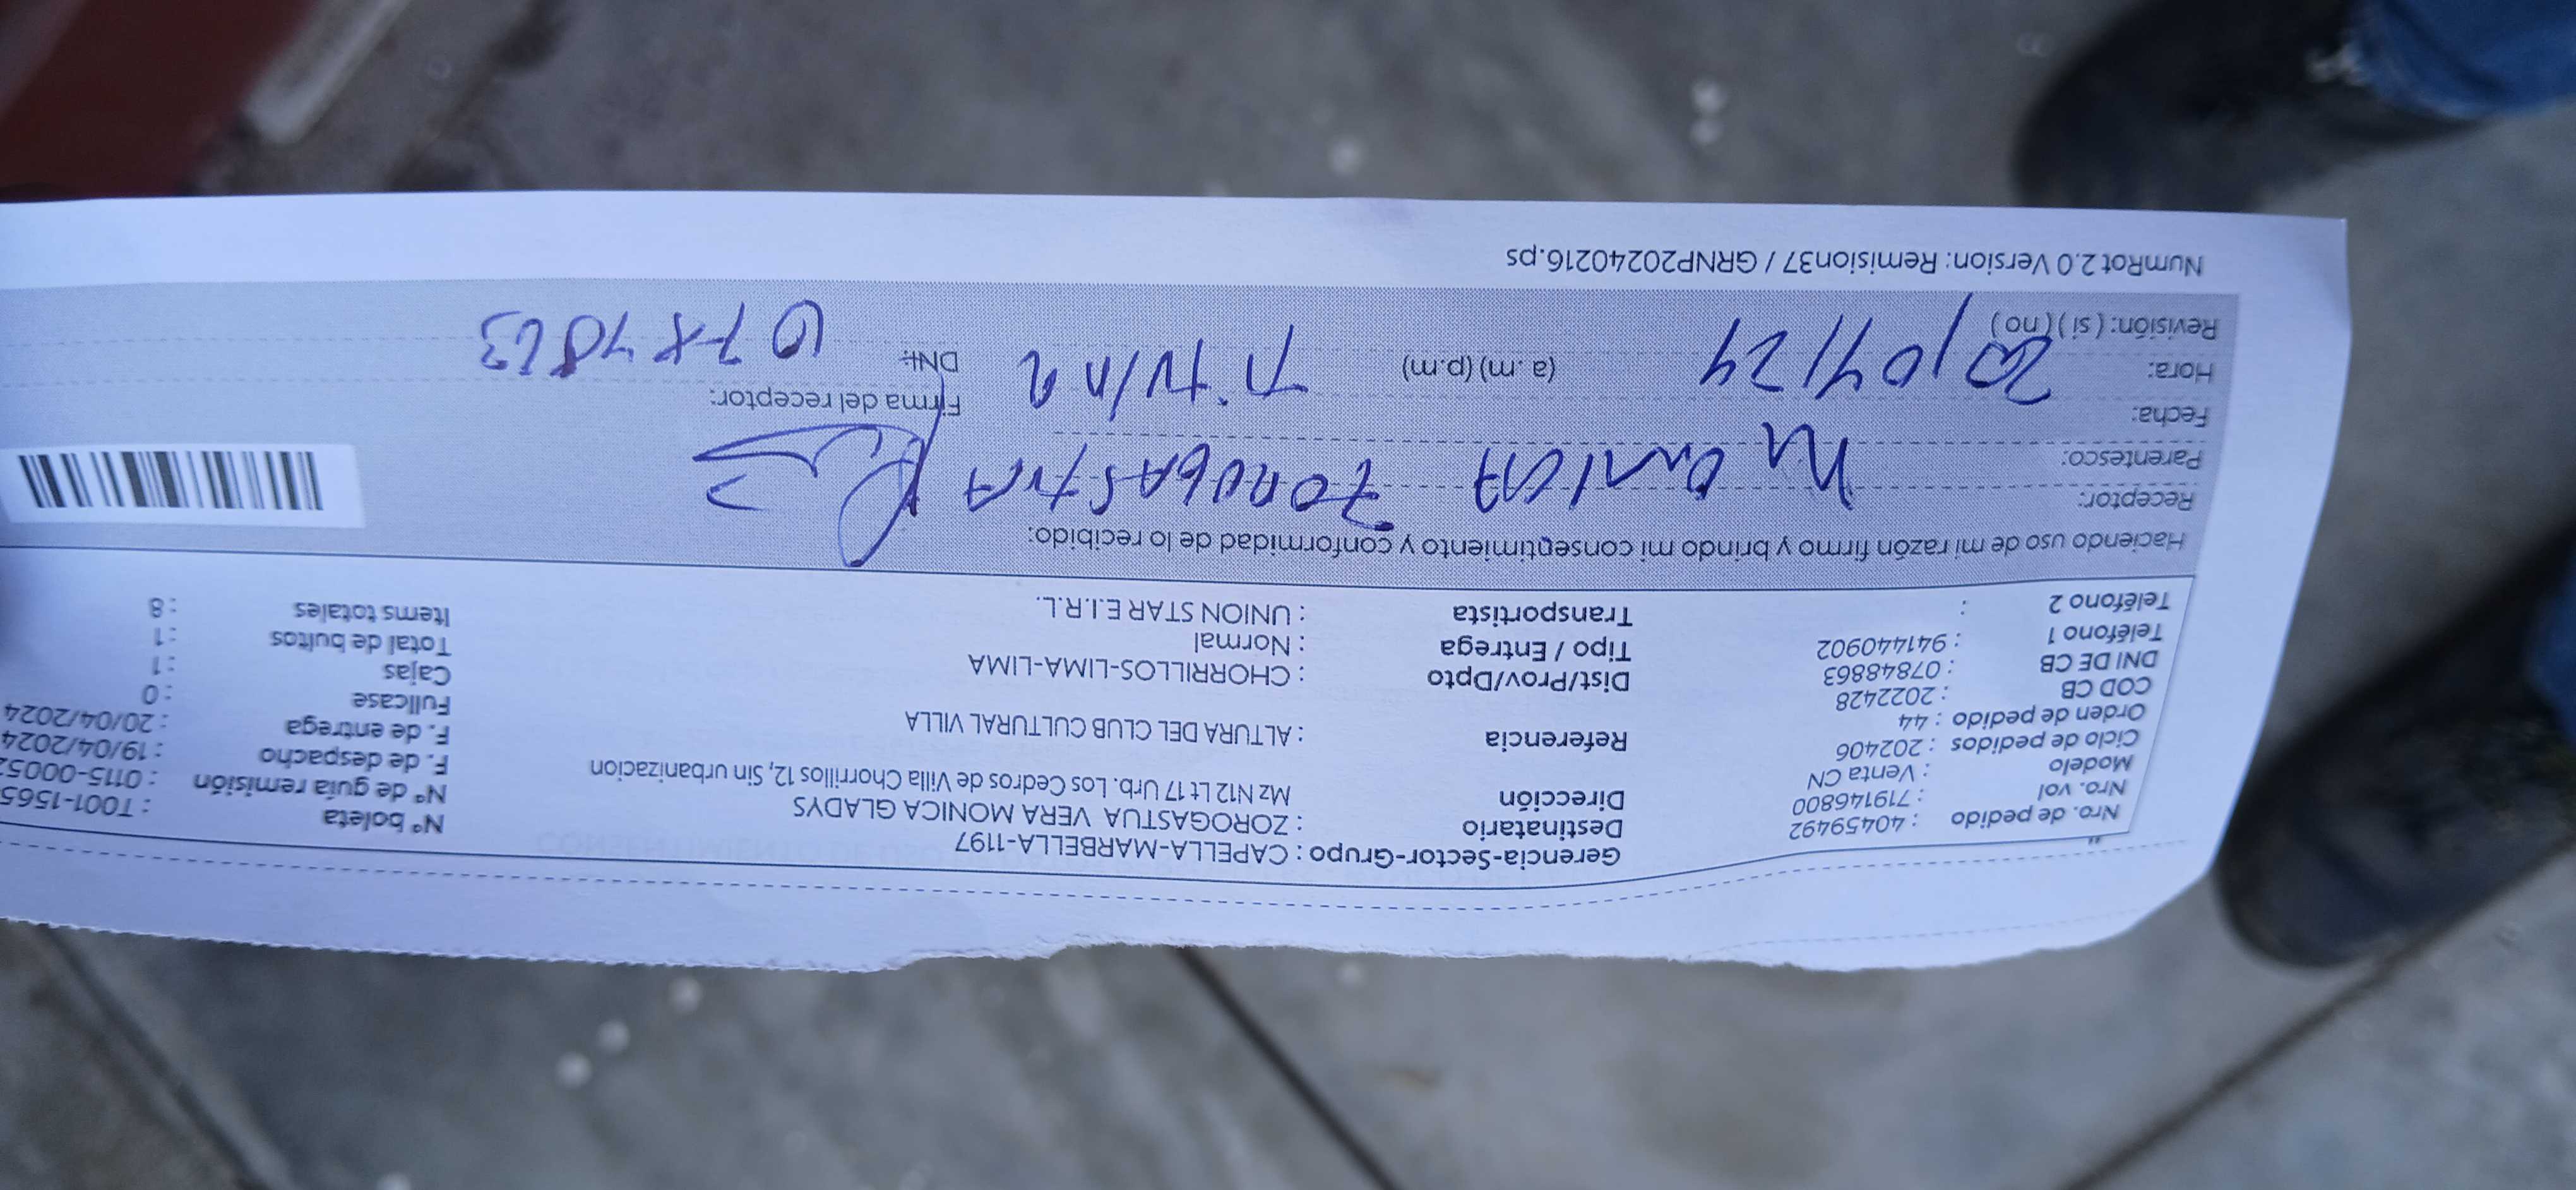 Gerencia-Sector-Grupo : CAPELLA-MARBELLA-1197
Nro. de pedido : 40459492
Nro. vol : 719146800
Modelo : Venta CN
Ciclo de pedidos : 202406
Orden de pedido : 44
COD CB : 2022428
DNI DE CB : 07848863
Teléfono 1 : 941440902
Teléfono 2 :
Destinatario : ZOROGASTUA VERA MONICA GLADYS
Dirección Mz N12 Lt 17 Urb. Los Cedros de Villa Chorrillos 12, Sin urbanizacion
Referencia : ALTURA DEL CLUB CULTURAL VILLA
Dist/Prov/Dpto : CHORRILLOS-LIMA-LIMA
Tipo / Entrega : Normal
Transportista : UNION STAR E.I.R.L.
N° boleta : T001-1565
N° de guía remisión : 0115-0005
F. de despacho : 19/04/2024
F. de entrega : 20/04/2024
Fullcase : 0
Cajas : 1
Total de bultos : 1
Items totales : 8
Haciendo uso de mi razón firmo y brindo mi consentimiento y conformidad de lo recibido:
Receptor:
Parentesco:
Fecha:
Hora: 20/04/24 (a.m) (p.m)
Revisión: ( si ) ( no )
Firma del receptor:
DNI:
NumRot 2.0 Version: Remision37 / GRNP20240216.ps